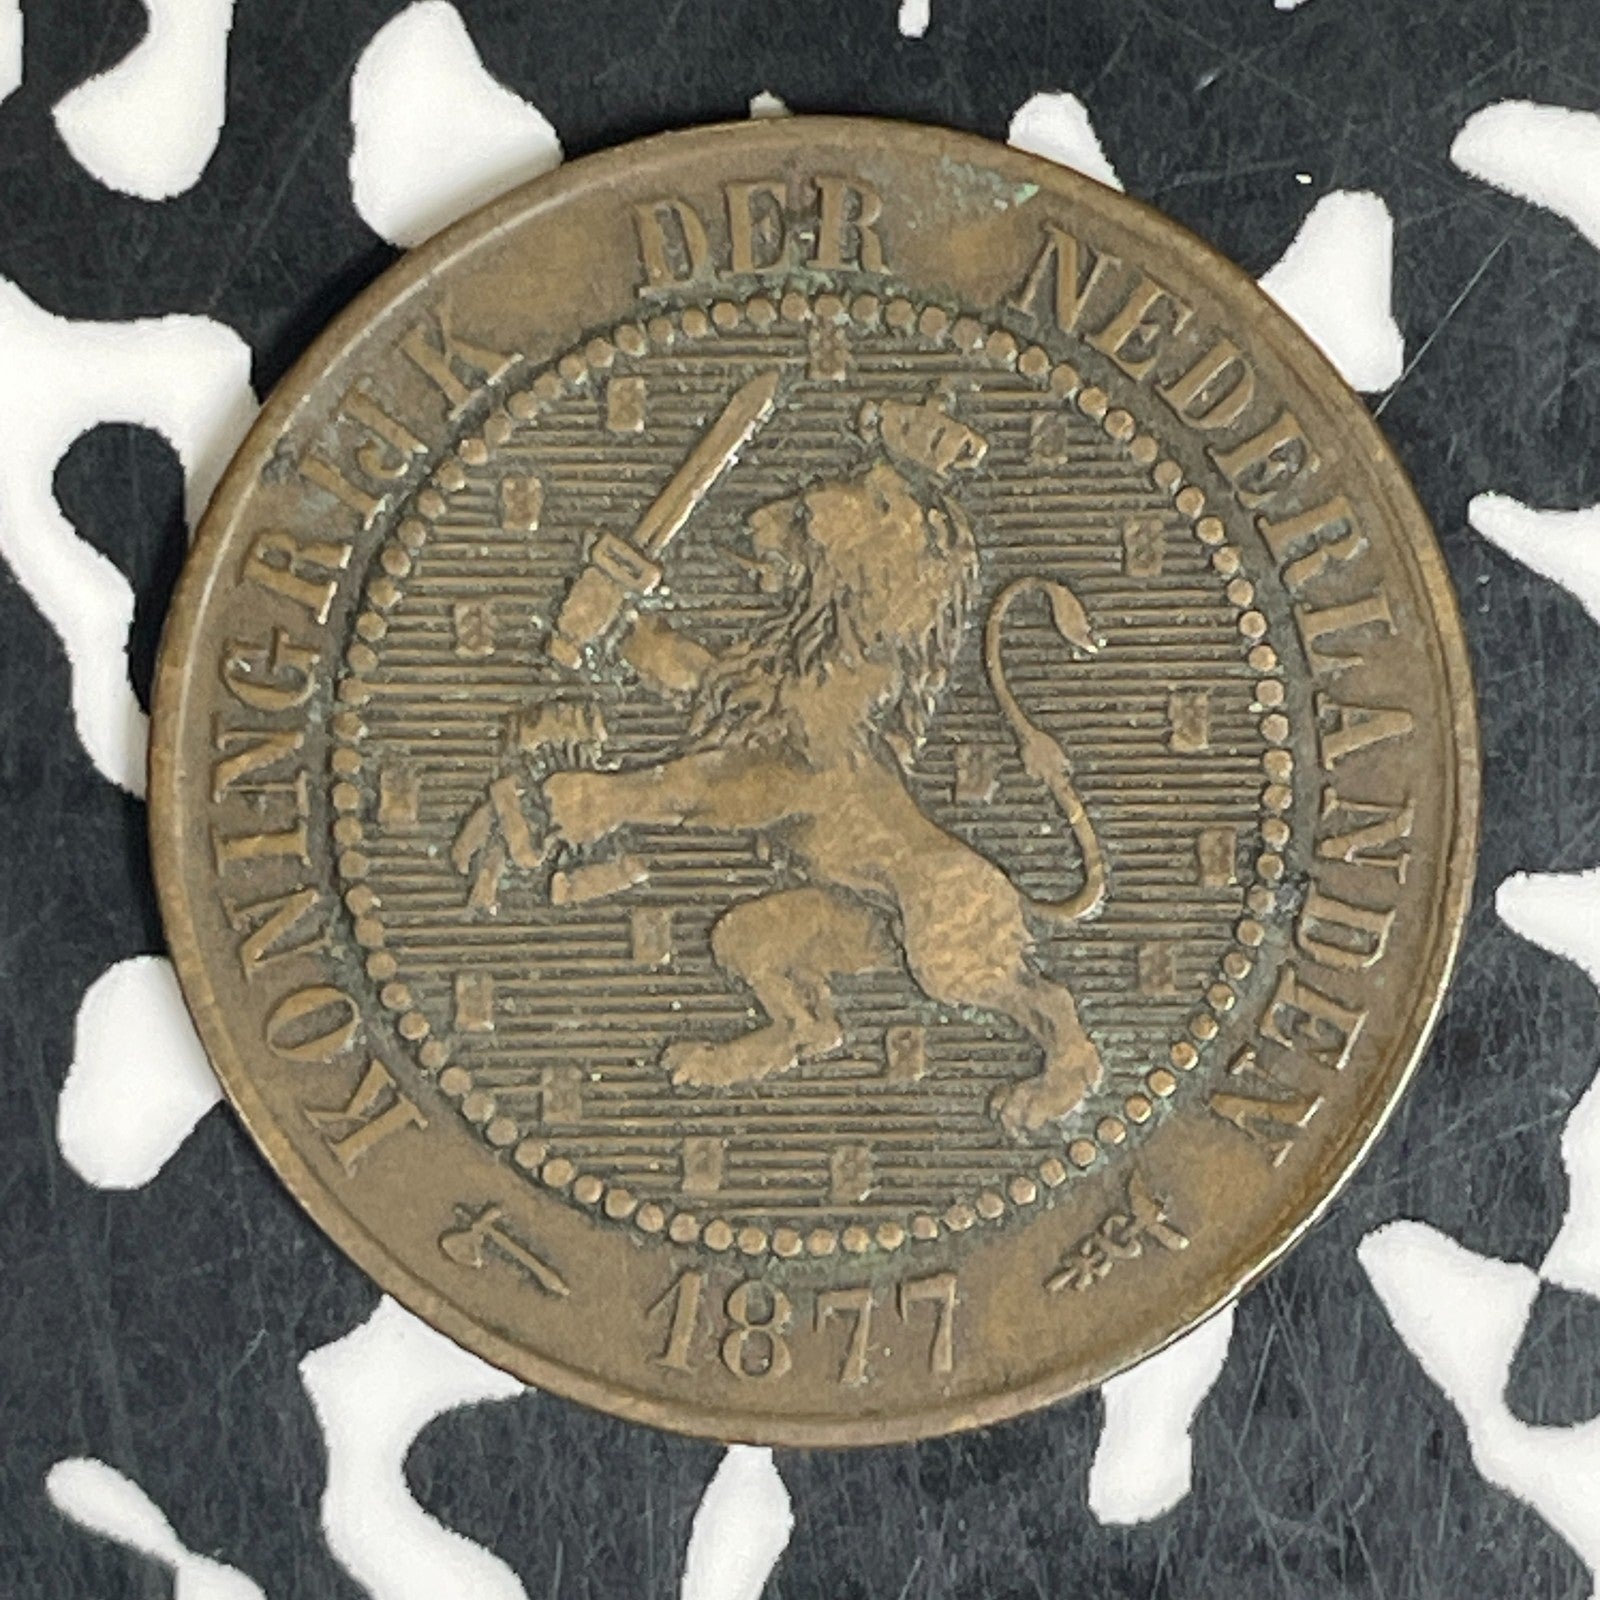 KONINGRIJK DER NEDERLANDEN
1877